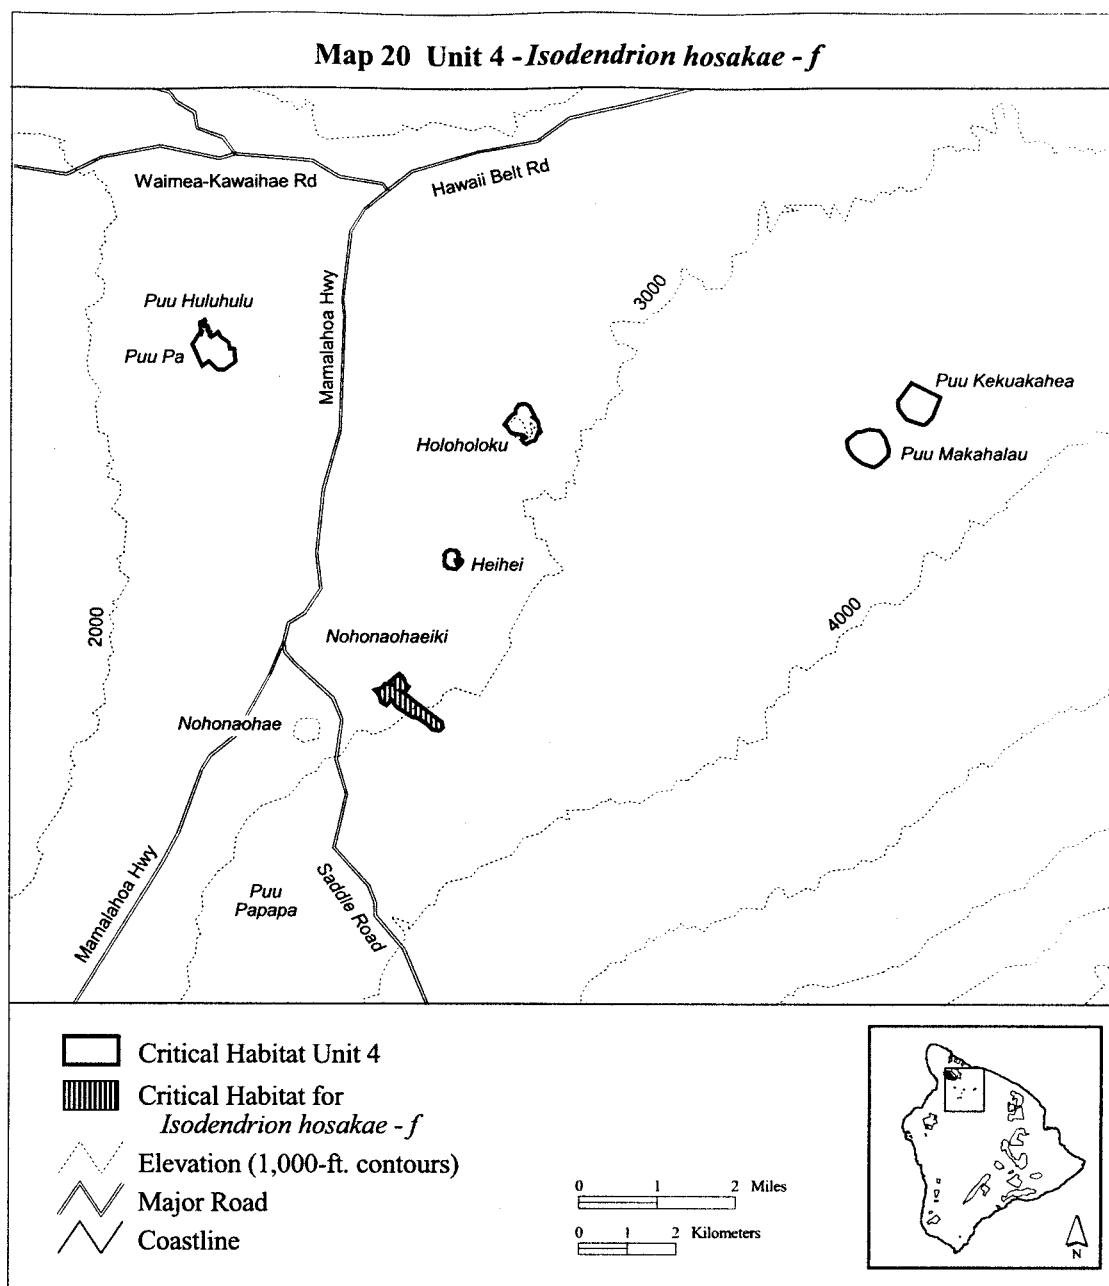 Map 20 Unit 4 - Isodendrion hosakae - f
Waimea-Kawaihae Rd
Hawaii Belt Rd
Mamalahoa Hwy
3000
Puu Huluhulu
Puu Pa
Puu Kekuakahea
Holoholoku
Puu Makahalau
Heihei
2000
4000
Nohonaohaeiki
Nohonaohae
Mamalahoa Hwy
Saddle Road
Puu
Papapa
Critical Habitat Unit 4
Critical Habitat for
Isodendrion hosakae - f
Elevation (1,000-ft. contours)
Major Road
Coastline
0 1 2 Miles
0 1 2 Kilometers
N